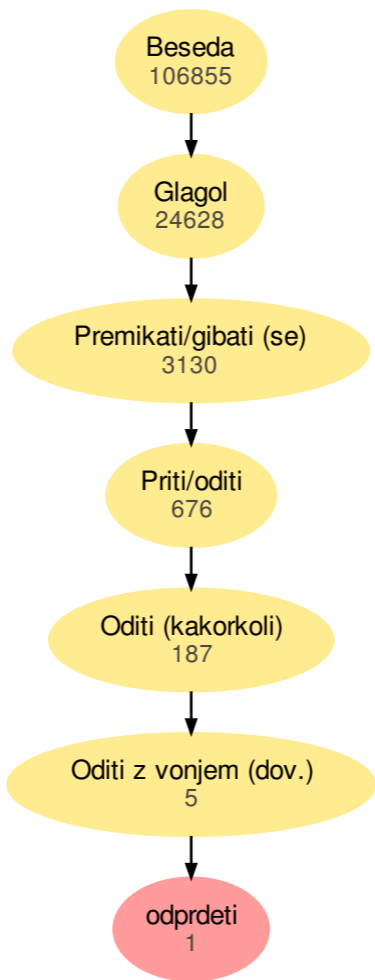 Beseda
106855
Glagol
24628
Premikati/gibati (se)
3130
Priti/oditi
676
Oditi (kakorkoli)
187
Oditi z vonjem (dov.)
5
odprdeti
1